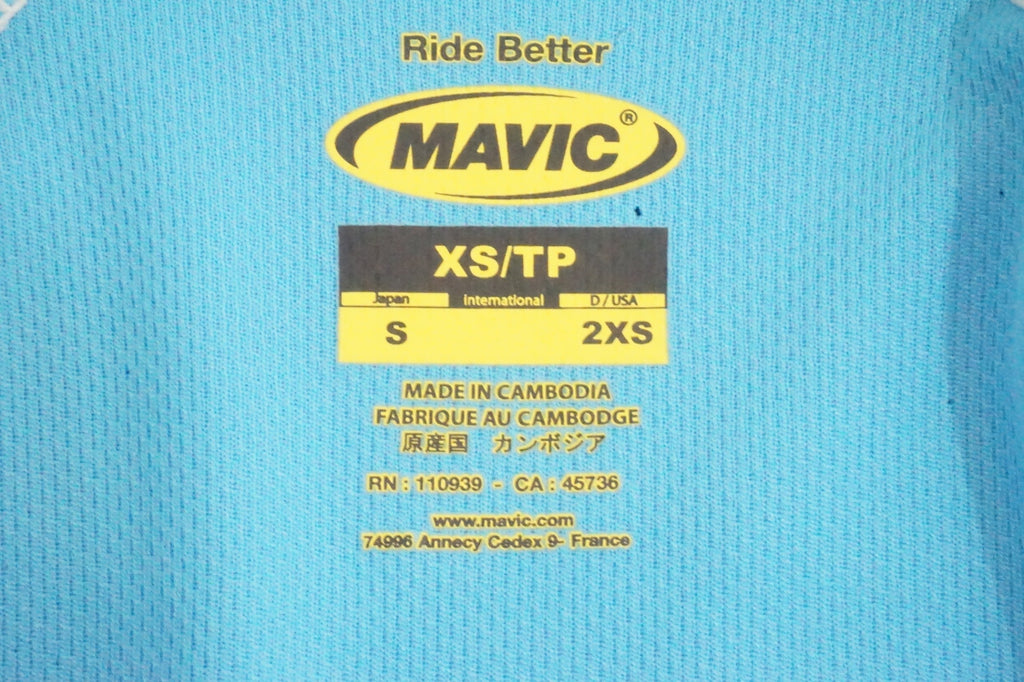 Ride Better
MAVIC®
XS/TP
Japan International D/USA
S 2XS
MADE IN CAMBODIA
FABRIQUE AU CAMBODGE
原産国 カンボジア
RN : 110939 - CA : 45736
www.mavic.com
74996 Annecy Cedex 9- France